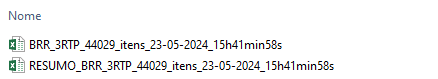 Nome
BRR_3RTP_44029_itens_23-05-2024_15h41min58s
RESUMO_BRR_3RTP_44029_itens_23-05-2024_15h41min58s